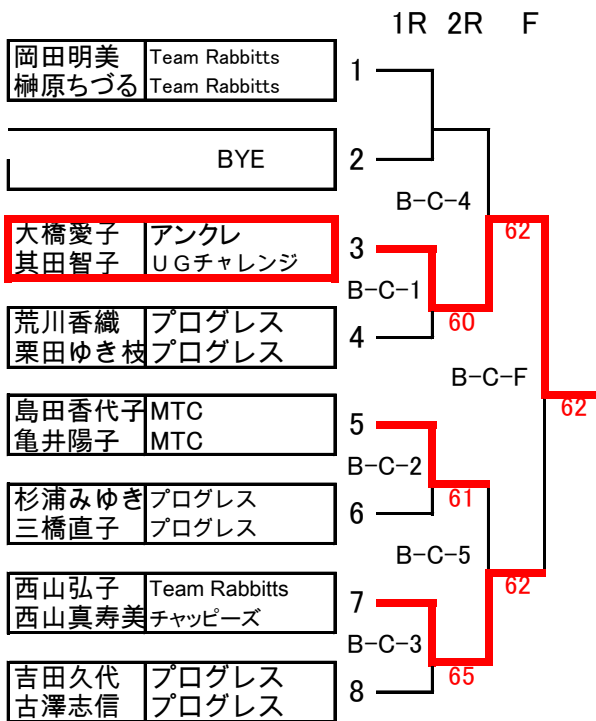 1R 2R F
岡田明美 Team Rabbitts
榊原ちづる Team Rabbitts
1
BYE 2
B-C-4
大橋愛子 アンクレ
其田智子 UGチャレンジ
3
62
B-C-1
60
荒川香織 プログレス
栗田ゆき枝 プログレス
4
B-C-F
62
島田香代子 MTC
亀井陽子 MTC
5
B-C-2
61
杉浦みゆき プログレス
三橋直子 プログレス
6
B-C-5
62
西山弘子 Team Rabbitts
西山真寿美 チャッピーズ
7
B-C-3
65
吉田久代 プログレス
古澤志信 プログレス
8